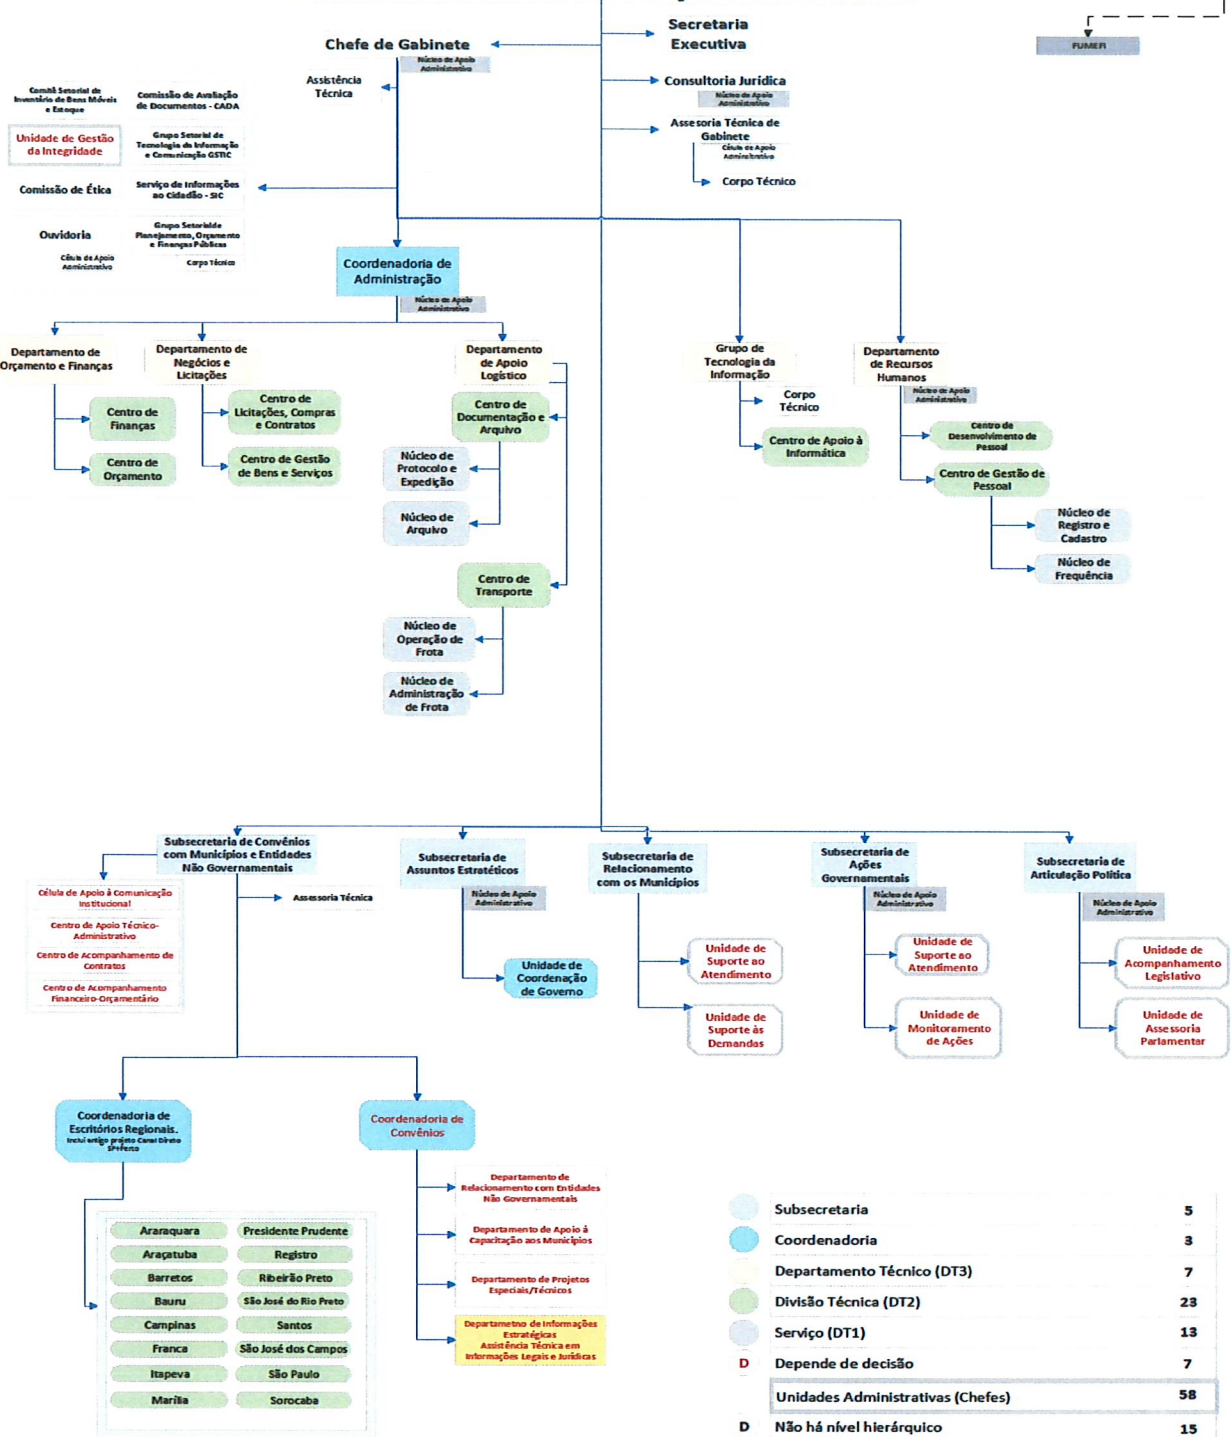 Secretaria
Executiva
Chefe de Gabinete
Núcleo de Apoio
Administrativo
FUMEFI
Assistência
Técnica
Consultoria Jurídica
Núcleo de Apoio
Administrativo
Comitê Setorial de
Inventário de Bens Móveis
e Estoque
Comissão de Avaliação
de Documentos - CADA
Assessoria Técnica de
Gabinete
Célula de Apoio
Administrativo
Corpo Técnico
Unidade de Gestão
da Integridade
Grupo Setorial de
Tecnologia da Informação
e Comunicação GSTIC
Comissão de Ética
Serviço de Informações
ao Cidadão - SIC
Ouvidoria
Célula de Apoio
Administrativo
Grupo Setorialde
Planejamento, Orçamento
e Finanças Públicas
Corpo Técnico
Coordenadoria de
Administração
Núcleo de Apoio
Administrativo
Departamento de
Orçamento e Finanças
Centro de
Finanças
Centro de
Orçamento
Departamento de
Negócios e
Licitações
Centro de
Licitações, Compras
e Contratos
Centro de Gestão
de Bens e Serviços
Departamento
de Apoio
Logístico
Centro de
Documentação e
Arquivo
Núcleo de
Protocolo e
Expedição
Núcleo de
Arquivo
Centro de
Transporte
Núcleo de
Operação de
Frota
Núcleo de
Administração
de Frota
Grupo de
Tecnologia da
Informação
Corpo
Técnico
Centro de Apoio à
Informática
Departamento
de Recursos
Humanos
Núcleo de Apoio
Administrativo
Centro de
Desenvolvimento de
Pessoal
Centro de Gestão de
Pessoal
Núcleo de
Registro e
Cadastro
Núcleo de
Frequência
Subsecretaria de Convênios
com Municípios e Entidades
Não Governamentais
Célula de Apoio à Comunicação
Institucional
Centro de Apoio Técnico-
Administrativo
Centro de Acompanhamento de
Contratos
Centro de Acompanhamento
Financeiro-Orçamentário
Assessoria Técnica
Subsecretaria de
Assuntos Estratéticos
Núcleo de Apoio
Administrativo
Unidade de
Coordenação
de Governo
Subsecretaria de
Relacionamento
com os Municípios
Unidade de
Suporte ao
Atendimento
Unidade de
Suporte às
Demandas
Subsecretaria de
Ações
Governamentais
Núcleo de Apoio
Administrativo
Unidade de
Suporte ao
Atendimento
Unidade de
Monitoramento
de Ações
Subsecretaria de
Articulação Política
Núcleo de Apoio
Administrativo
Unidade de
Acompanhamento
Legislativo
Unidade de
Assessoria
Parlamentar
Coordenadoria de
Escritórios Regionais.
Inclui antigo projeto Canal Direto
SP+Perto
Araraquara
Presidente Prudente
Araçatuba
Registro
Barretos
Ribeirão Preto
Bauru
São José do Rio Preto
Campinas
Santos
Franca
São José dos Campos
Itapeva
São Paulo
Marília
Sorocaba
Coordenadoria de
Convênios
Departamento de
Relacionamento com Entidades
Não Governamentais
Departamento de Apoio à
Capacitação aos Municípios
Departamento de Projetos
Especiais/Técnicos
Departametno de Informações
Estratégicas
Assistência Técnica em
Informações Legais e Jurídicas
Subsecretaria 5
Coordenadoria 3
Departamento Técnico (DT3) 7
Divisão Técnica (DT2) 23
Serviço (DT1) 13
D Depende de decisão 7
Unidades Administrativas (Chefes) 58
D Não há nível hierárquico 15